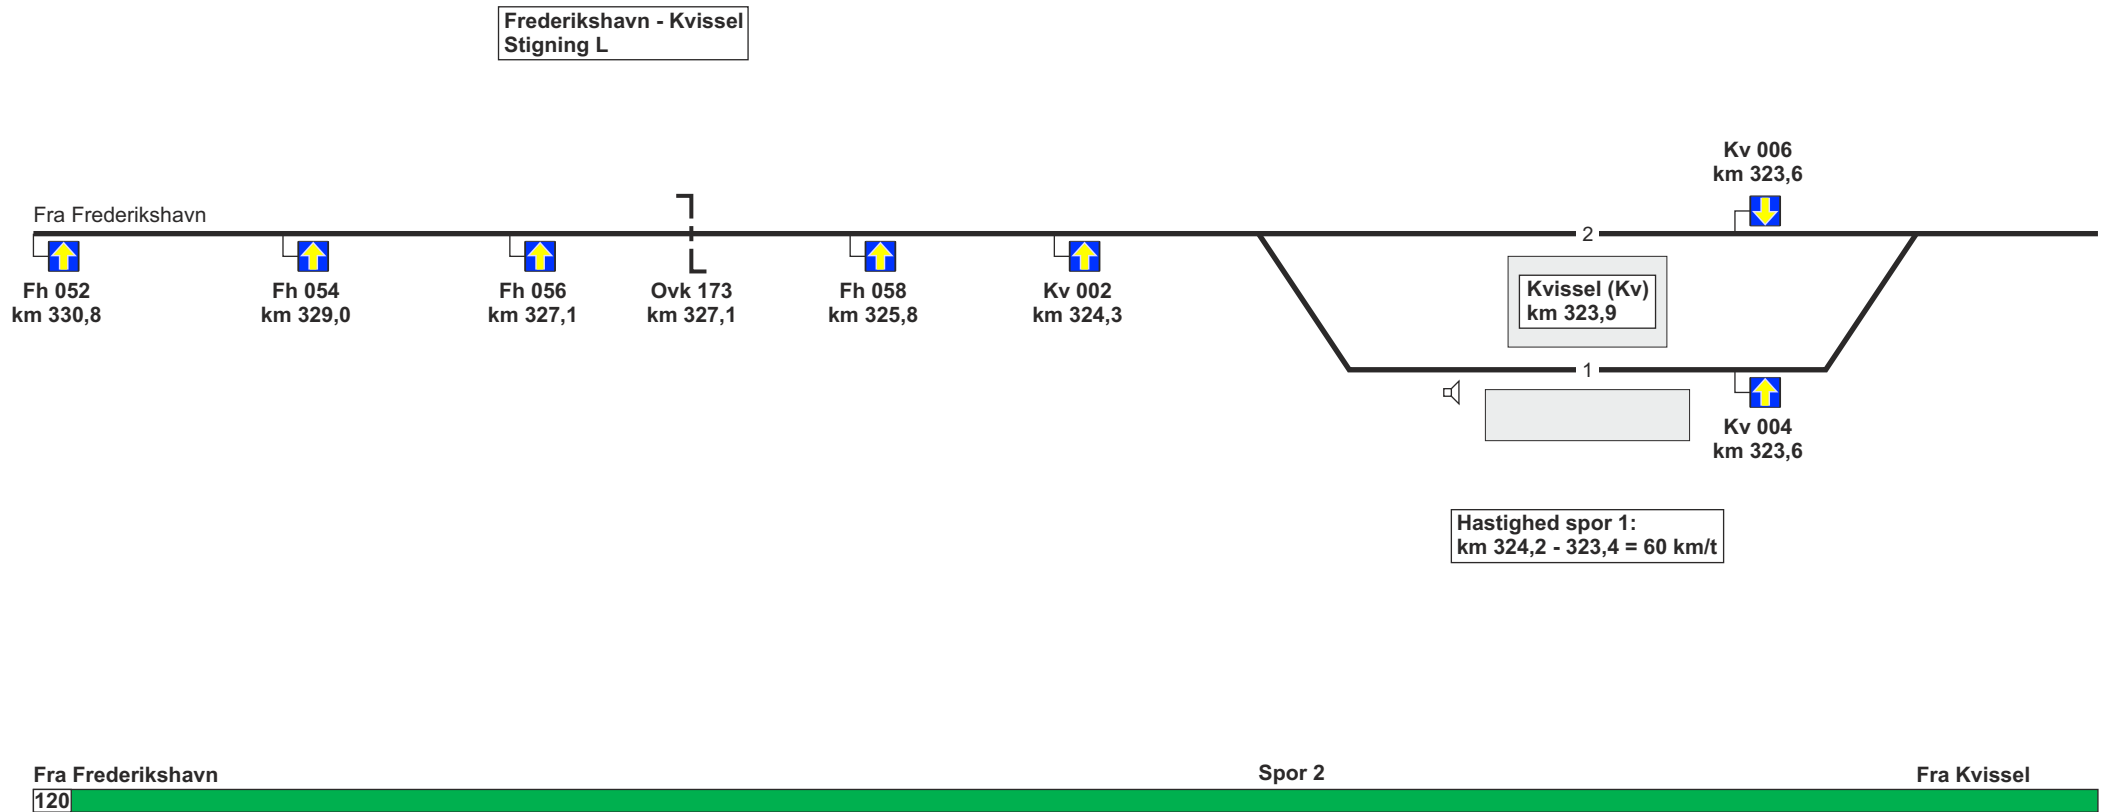 Frederikshavn - Kvissel
Stigning L
Kv 006
km 323,6
Fra Frederikshavn
2
Fh 052
km 330,8
Fh 054
km 329,0
Fh 056
km 327,1
Ovk 173
km 327,1
Fh 058
km 325,8
Kv 002
km 324,3
Kvissel (Kv)
km 323,9
1
Kv 004
km 323,6
Hastighed spor 1:
km 324,2 - 323,4 = 60 km/t
Fra Frederikshavn
Spor 2
Fra Kvissel
120